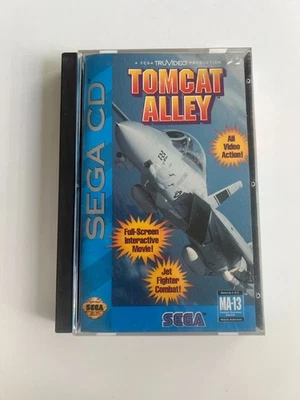 A SEGA TRUVIDEO PRODUCTION
TOMCAT
ALLEY
SEGA CD
All
Video
Action!
Full-Screen
Interactive
Movie!
Jet
Fighter
Combat!
SEGA
MA-13